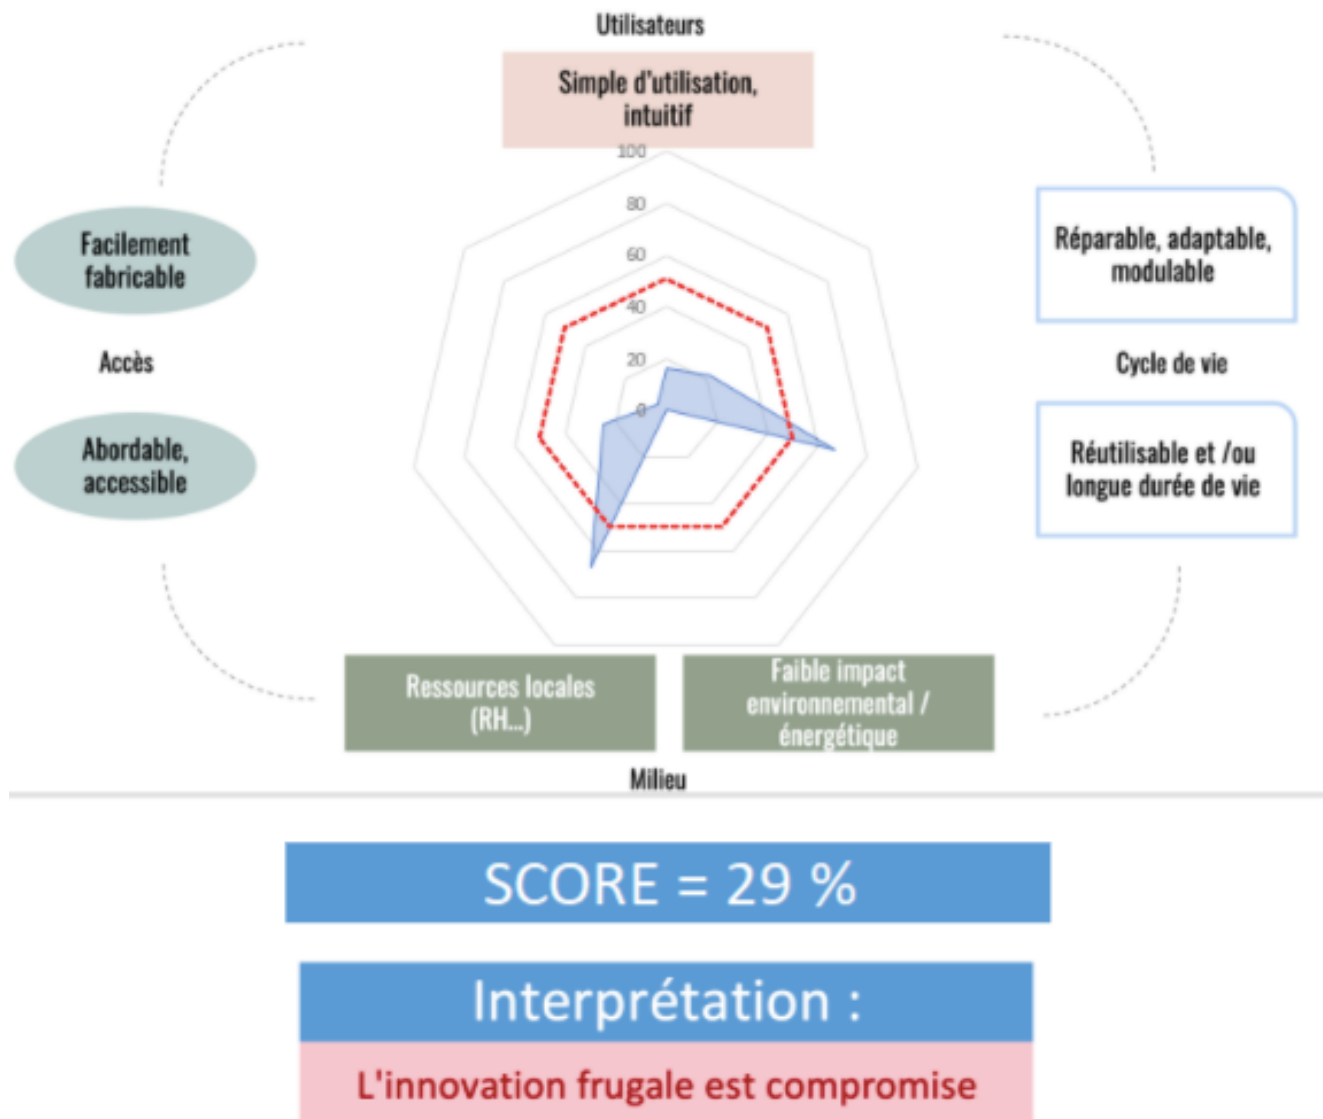 Utilisateurs
Simple d'utilisation,
intuitif
100
80
60
40
20
0
Facilement
fabricable
Accès
Abordable,
accessible
Réparable, adaptable,
modulable
Cycle de vie
Réutilisable et /ou
longue durée de vie
Ressources locales
(RH...)
Faible impact
environnemental /
énergétique
Milieu
SCORE = 29 %
Interprétation :
L'innovation frugale est compromise